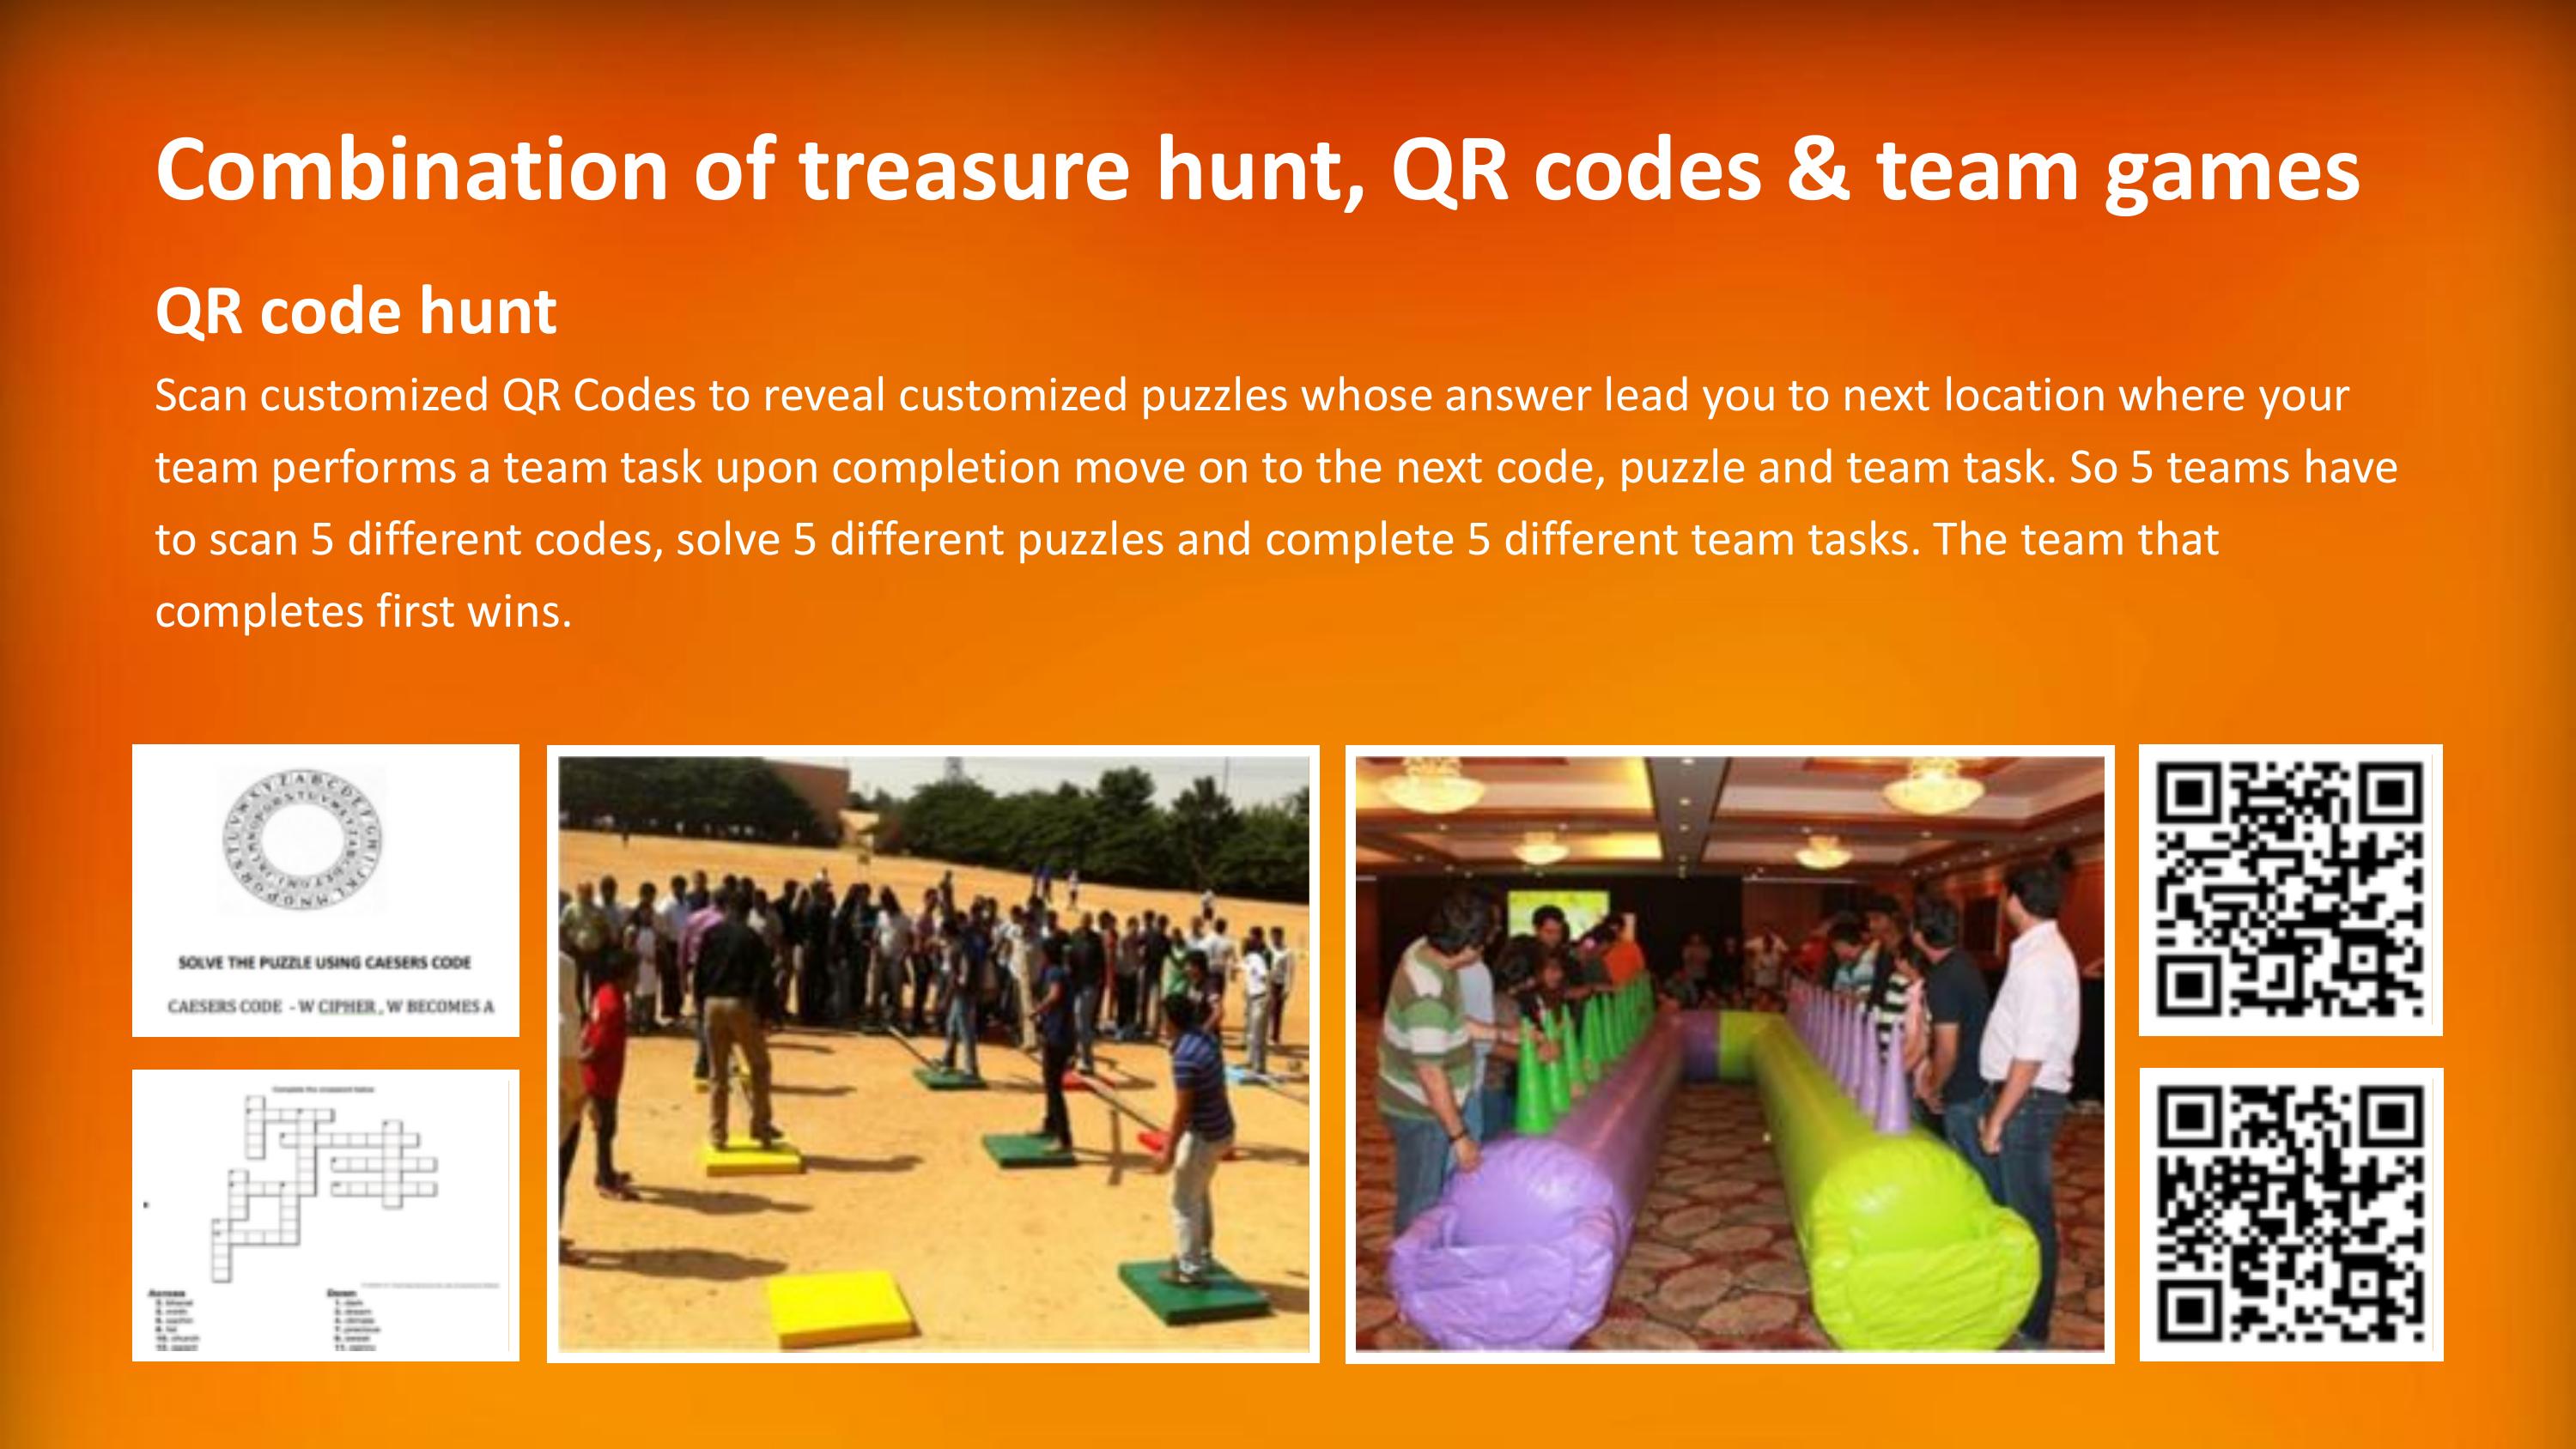 Combination of treasure hunt, QR codes & team games
QR code hunt
Scan customized QR Codes to reveal customized puzzles whose answer lead you to next location where your
team performs a team task upon completion move on to the next code, puzzle and team task. So 5 teams have
to scan 5 different codes, solve 5 different puzzles and complete 5 different team tasks. The team that
completes first wins.
SOLVE THE PUZZLE USING CAESERS CODE
CAESERS CODE - W CIPHER , W BECOMES A
Complete the crossword below
Across
Down